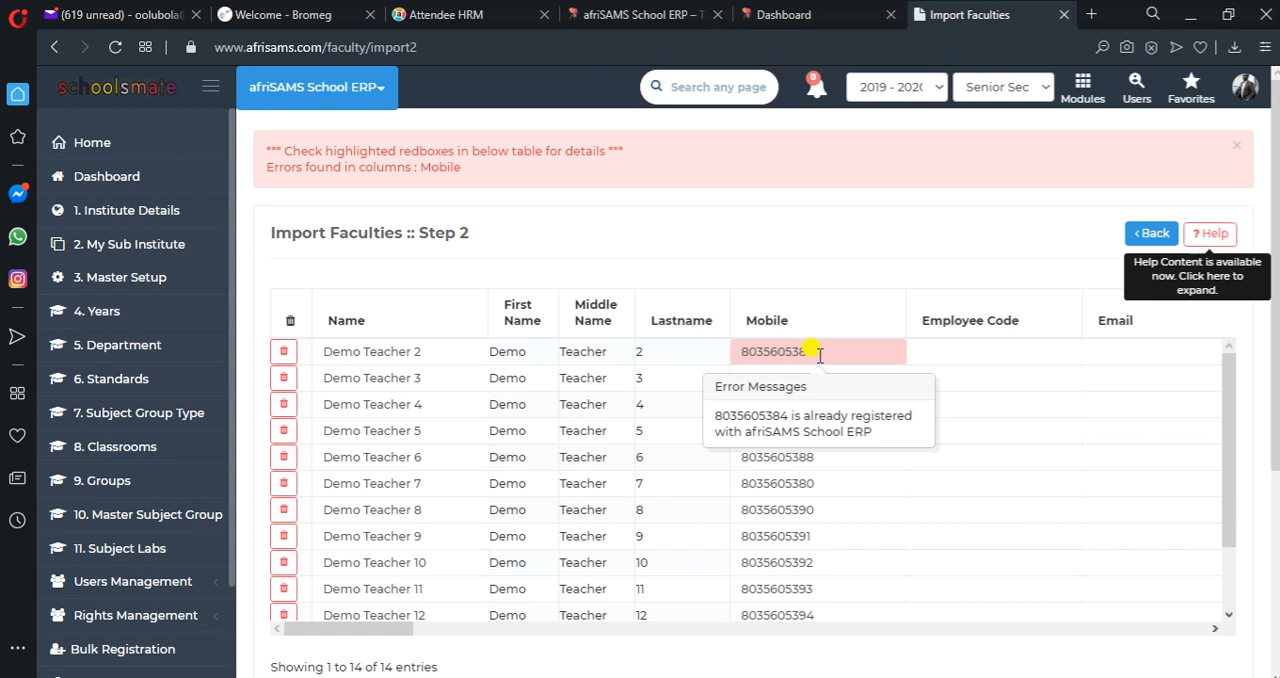 (619 unread) - oolubola
Welcome - Bromeg
Attendee HRM
afriSAMS School ERP – T
Dashboard
Import Faculties
www.afrisams.com/faculty/import2
schoolsmate
afriSAMS School ERP
Search any page
0
2019 - 202(
Senior Sec
Modules
Users
Favorites
Home
Dashboard
1. Institute Details
2. My Sub Institute
3. Master Setup
4. Years
5. Department
6. Standards
7. Subject Group Type
8. Classrooms
9. Groups
10. Master Subject Group
11. Subject Labs
Users Management
Rights Management
Bulk Registration
*** Check highlighted redboxes in below table for details ***
Errors found in columns : Mobile
Import Faculties :: Step 2
Back
? Help
Help Content is available
now. Click here to
expand.
Name First Name Middle Name Lastname Mobile Employee Code Email
Demo Teacher 2 Demo Teacher 2 803560538
Demo Teacher 3 Demo Teacher 3
Demo Teacher 4 Demo Teacher 4
Demo Teacher 5 Demo Teacher 5
Demo Teacher 6 Demo Teacher 6 8035605388
Demo Teacher 7 Demo Teacher 7 8035605380
Demo Teacher 8 Demo Teacher 8 8035605390
Demo Teacher 9 Demo Teacher 9 8035605391
Demo Teacher 10 Demo Teacher 10 8035605392
Demo Teacher 11 Demo Teacher 11 8035605393
Demo Teacher 12 Demo Teacher 12 8035605394
Error Messages
8035605384 is already registered
with afriSAMS School ERP
Showing 1 to 14 of 14 entries